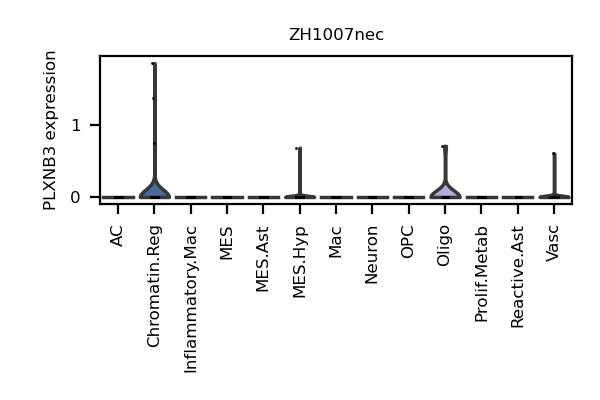 ZH1007nec
PLXNB3 expression
1
0
AC
Chromatin.Reg
Inflammatory.Mac
MES
MES.Ast
MES.Hyp
Mac
Neuron
OPC
Oligo
Prolif.Metab
Reactive.Ast
Vasc